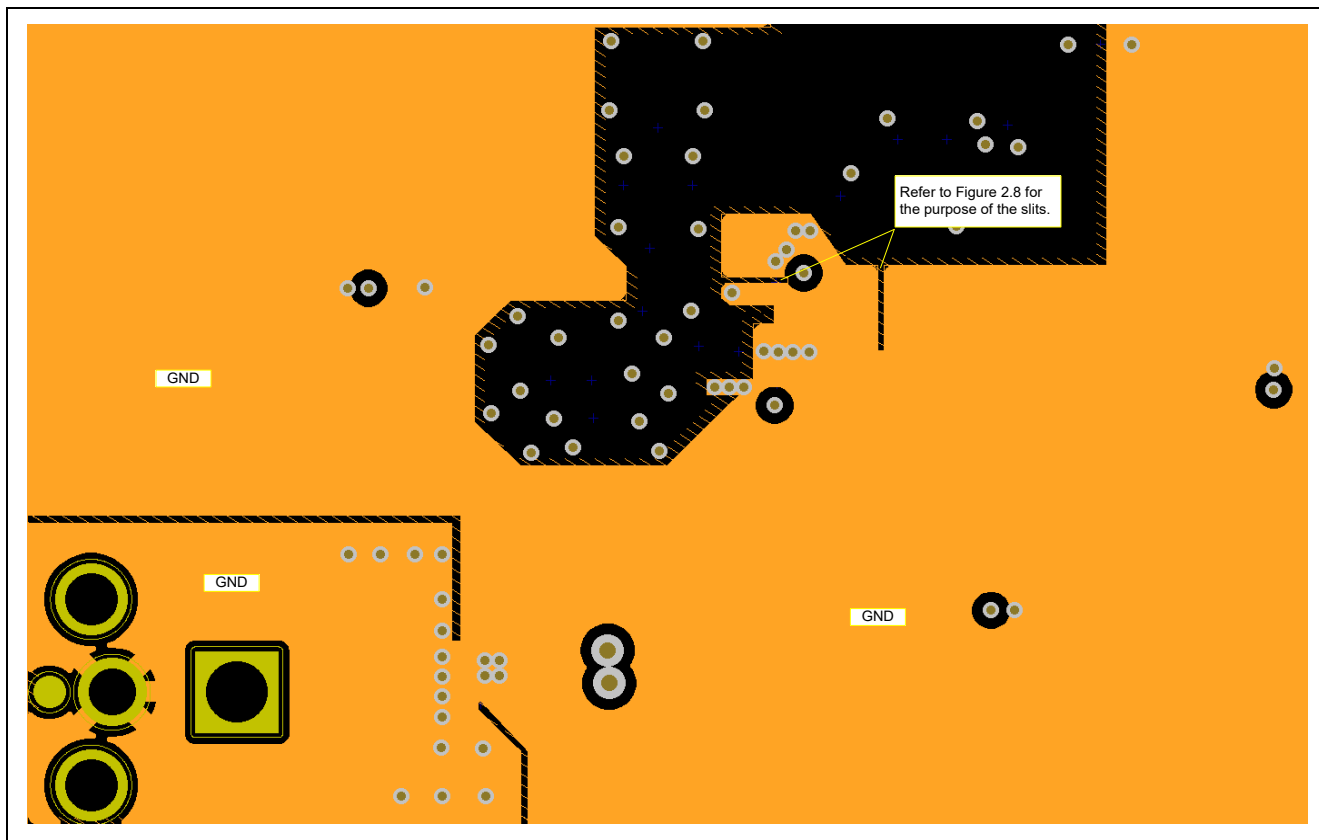 Refer to Figure 2.8 for
the purpose of the slits.
GND
GND
GND